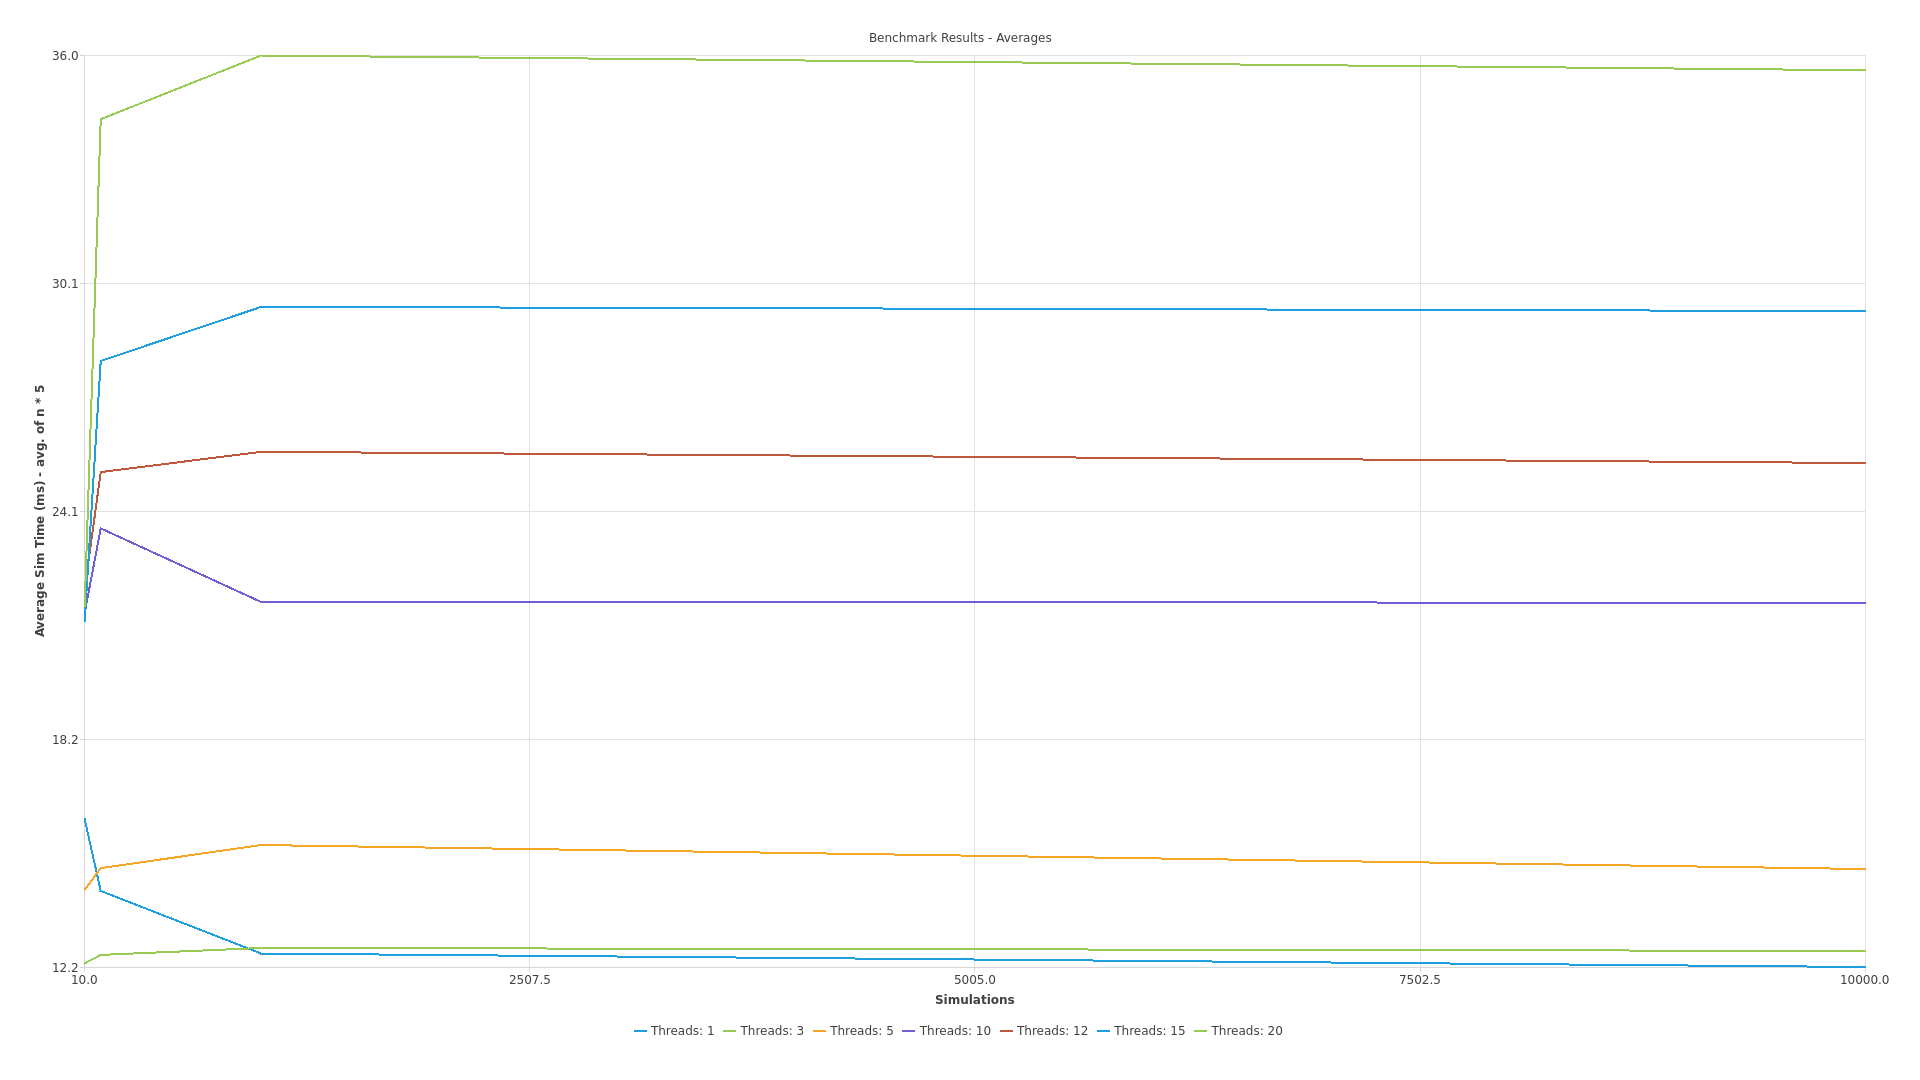 Benchmark Results - Averages
36.0
30.1
24.1
18.2
12.2
Average Sim Time (ms) - avg. of n * 5
10.0 2507.5 5005.0 7502.5 10000.0
Simulations
Threads: 1 Threads: 3 Threads: 5 Threads: 10 Threads: 12 Threads: 15 Threads: 20